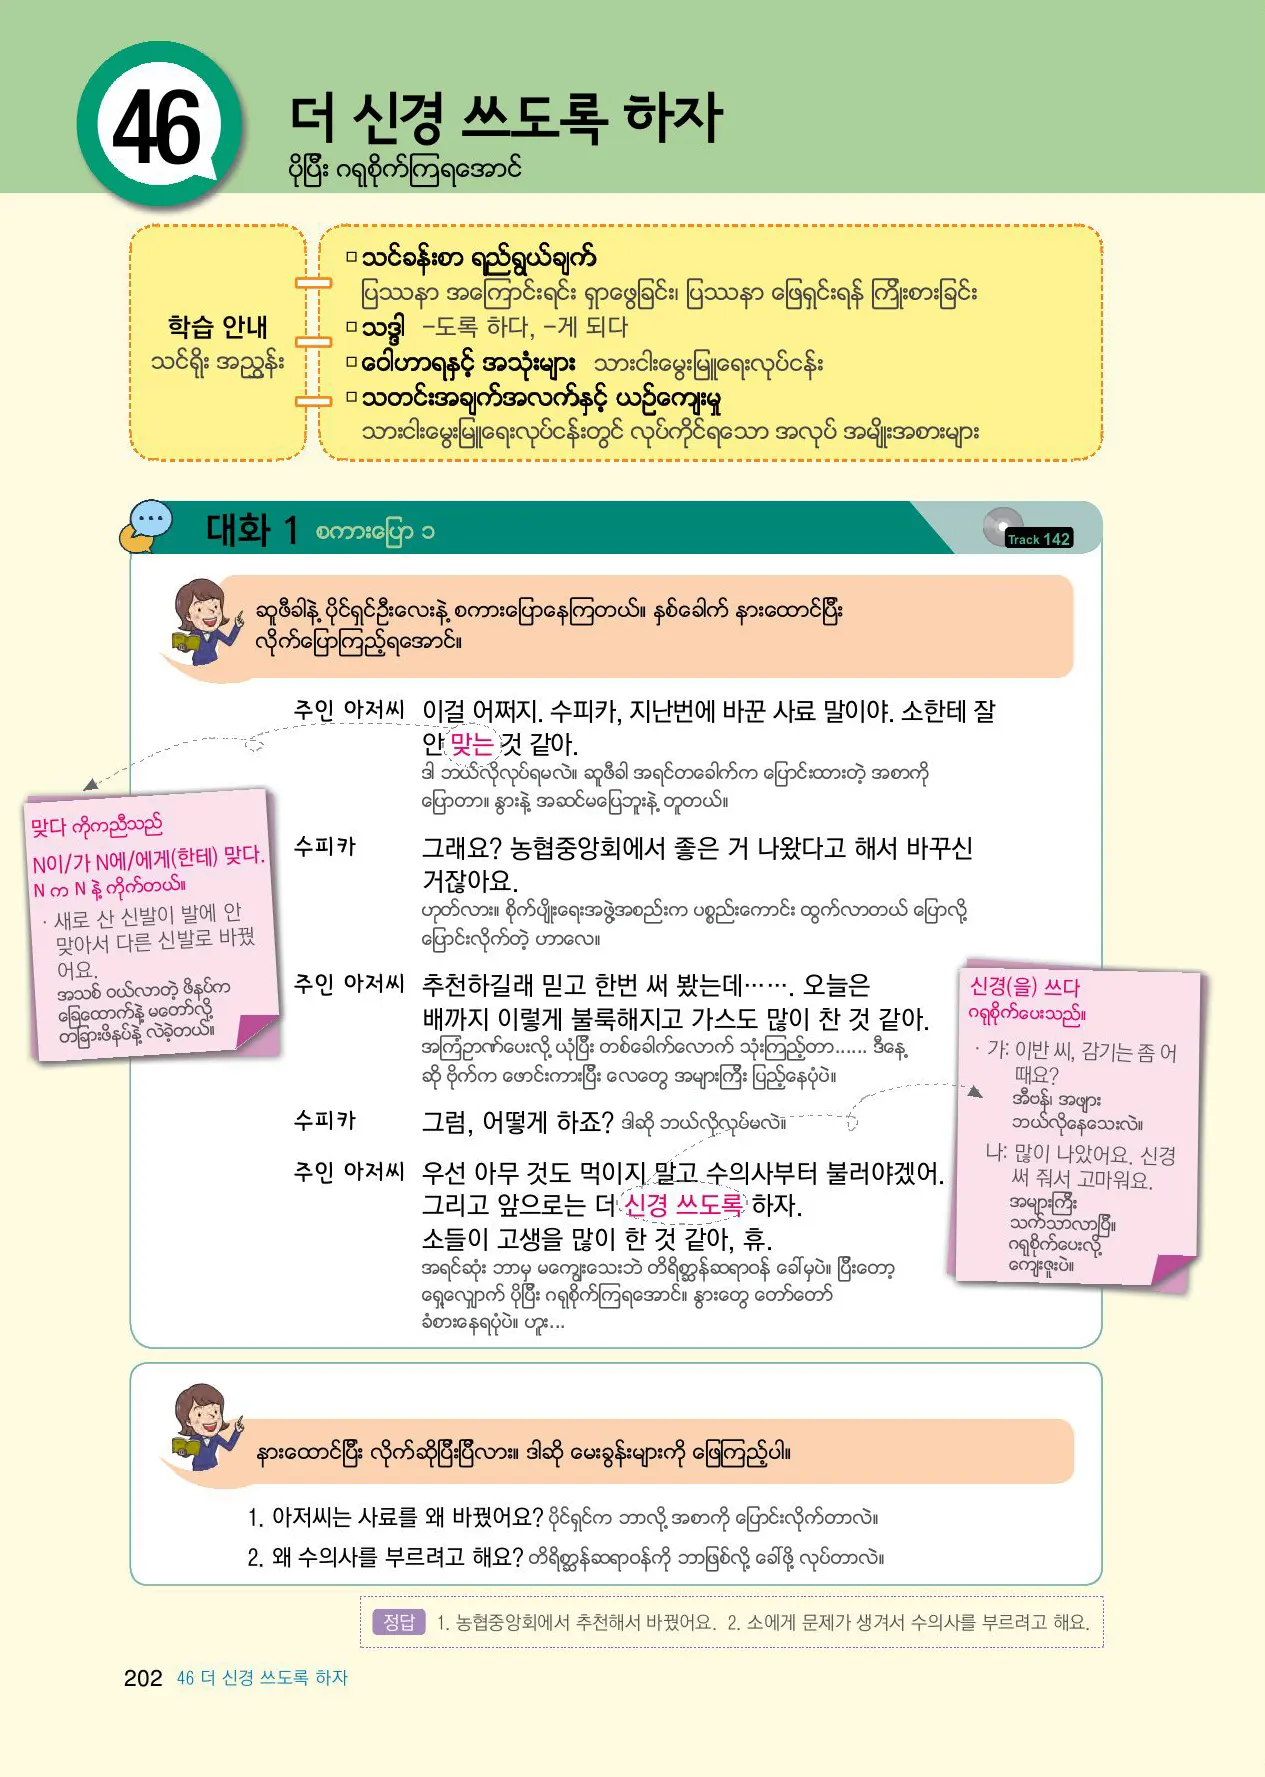 46
더 신경 쓰도록 하자
ပိုပြီး ဂရုစိုက်ကြရအောင်
学습 안내
သင်ရိုး အညွှန်း
□ သင်ခန်းစာ ရည်ရွယ်ချက်
ပြဿနာ အကြောင်းရင်း ရှာဖွေခြင်း၊ ပြဿနာ ဖြေရှင်းရန် ကြိုးစားခြင်း
□ သဒ္ဒါ -도록 하다, -게 되다
□ ဝေါဟာရနှင့် အသုံးများ သားငါးမွေးမြူရေးလုပ်ငန်း
□ သတင်းအချက်အလက်နှင့် ယဉ်ကျေးမှု
သားငါးမွေးမြူရေးလုပ်ငန်းတွင် လုပ်ကိုင်ရသော အလုပ် အမျိုးအစားများ
대화 1 စကားပြော ၁
Track 142
ဆူဖီခါနဲ့ ပိုင်ရှင်ဦးလေးနဲ့ စကားပြောနေကြတယ်။ နှစ်ခေါက် နားထောင်ပြီး
လိုက်ပြောကြည့်ရအောင်။
주인 아저씨 이걸 어쩌지. 수피카, 지난번에 바꾼 사료 말이야. 소한테 잘
안 맞는 것 같아.
ဒါ ဘယ်လိုလုပ်ရမလဲ။ ဆူဖီခါ အရင်တခေါက်က ပြောင်းထားတဲ့ အစာကို
ပြောတာ။ နွားနဲ့ အဆင်မပြေဘူးနဲ့ တူတယ်။
수피카 그래요? 농협중앙회에서 좋은 거 나왔다고 해서 바꾸신
거잖아요.
ဟုတ်လား။ စိုက်ပျိုးရေးအဖွဲ့အစည်းက ပစ္စည်းကောင်း ထွက်လာတယ် ပြောလို့
ပြောင်းလိုက်တဲ့ ဟာလေ။
주인 아저씨 추천하길래 믿고 한번 써 봤는데……. 오늘은
배까지 이렇게 불룩해지고 가스도 많이 찬 것 같아.
အကြံဉာဏ်ပေးလို့ ယုံပြီး တစ်ခေါက်လောက် သုံးကြည့်တာ...... ဒီနေ့
ဆို ဗိုက်က ဖောင်းကားပြီး လေတွေ အများကြီး ပြည့်နေပုံပဲ။
수피카 그럼, 어떻게 하죠? ဒါဆို ဘယ်လိုလုပ်မလဲ။
주인 아저씨 우선 아무 것도 먹이지 말고 수의사부터 불러야겠어.
그리고 앞으로는 더 신경 쓰도록 하자.
소들이 고생을 많이 한 것 같아, 휴.
အရင်ဆုံး ဘာမှ မကျွေးသေးဘဲ တိရိစ္ဆာန်ဆရာဝန် ခေါ်မှပဲ။ ပြီးတော့
ရှေ့လျှောက် ပိုပြီး ဂရုစိုက်ကြရအောင်။ နွားတွေ တော်တော်
ခံစားနေရပုံပဲ။ ဟူး...
맞다 ကိုက်ညီသည်
N이/가 N에/에게(한테) 맞다.
N က N နဲ့ ကိုက်တယ်။
· 새로 산 신발이 발에 안
맞아서 다른 신발로 바꿨
어요.
အသစ် ဝယ်လာတဲ့ ဖိနပ်က
ခြေထောက်နဲ့ မတော်လို့
တခြားဖိနပ်နဲ့ လဲခဲ့တယ်။
신경(을) 쓰다
ဂရုစိုက်ပေးသည်။
· 가: 이반 씨, 감기는 좀 어
때요?
အီဗန်၊ အဖျား
ဘယ်လိုနေသေးလဲ။
나: 많이 나았어요. 신경
써 줘서 고마워요.
အများကြီး
သက်သာလာပြီ။
ဂရုစိုက်ပေးလို့
ကျေးဇူးပဲ။
နားထောင်ပြီး လိုက်ဆိုပြီးပြီလား။ ဒါဆို မေးခွန်းများကို ဖြေကြည့်ပါ။
1. 아저씨는 사료를 왜 바꿨어요? ပိုင်ရှင်က ဘာလို့ အစာကို ပြောင်းလိုက်တာလဲ။
2. 왜 수의사를 부르려고 해요? တိရိစ္ဆာန်ဆရာဝန်ကို ဘာဖြစ်လို့ ခေါ်ဖို့ လုပ်တာလဲ။
정답 1. 농협중앙회에서 추천해서 바꿨어요. 2. 소에게 문제가 생겨서 수의사를 부르려고 해요.
202 46 더 신경 쓰도록 하자